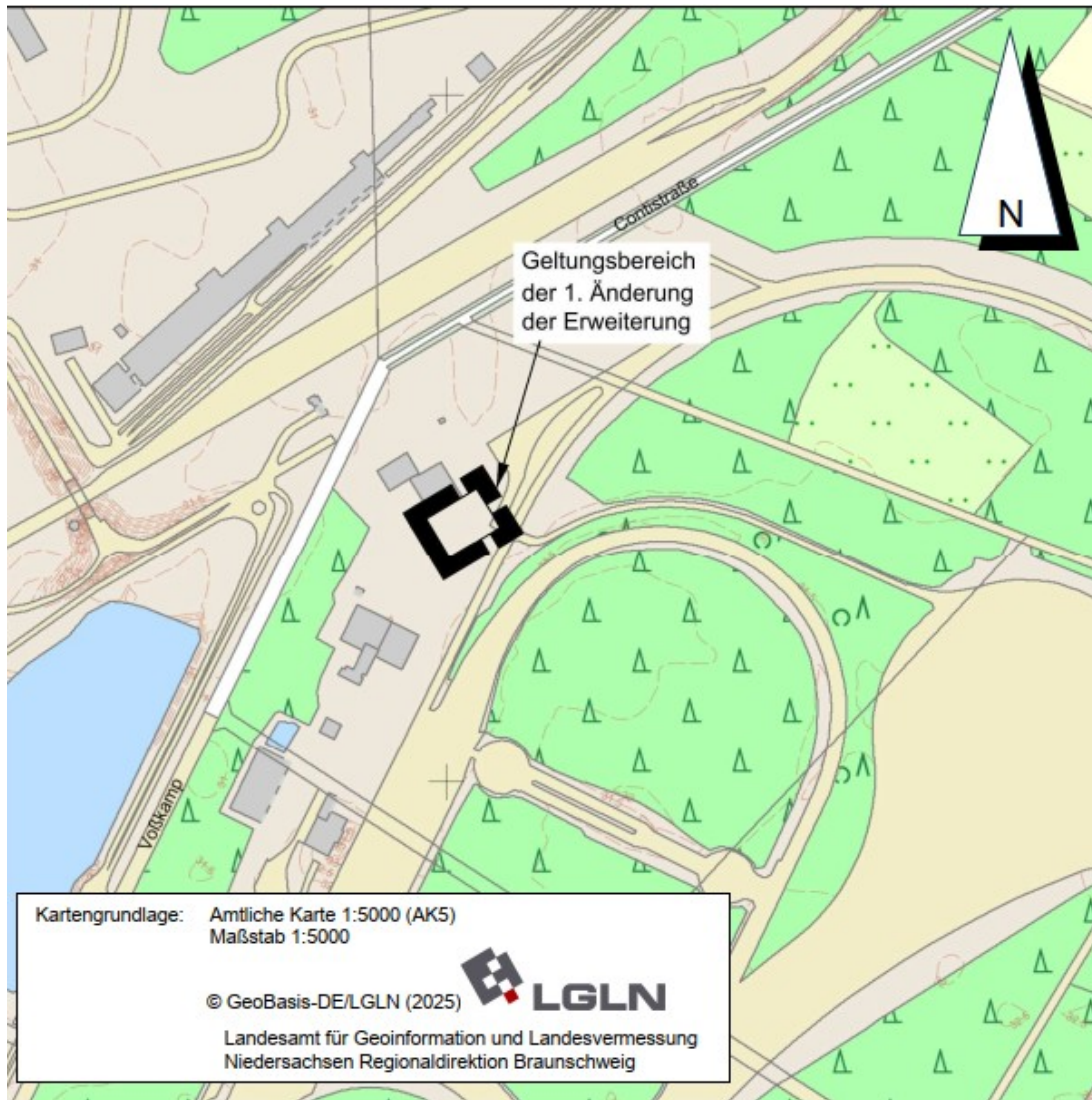 Contistraße
N
Geltungsbereich
der 1. Änderung
der Erweiterung
Voßkamp
Kartengrundlage: Amtliche Karte 1:5000 (AK5)
Maßstab 1:5000
© GeoBasis-DE/LGLN (2025)
LGLN
Landesamt für Geoinformation und Landesvermessung
Niedersachsen Regionaldirektion Braunschweig